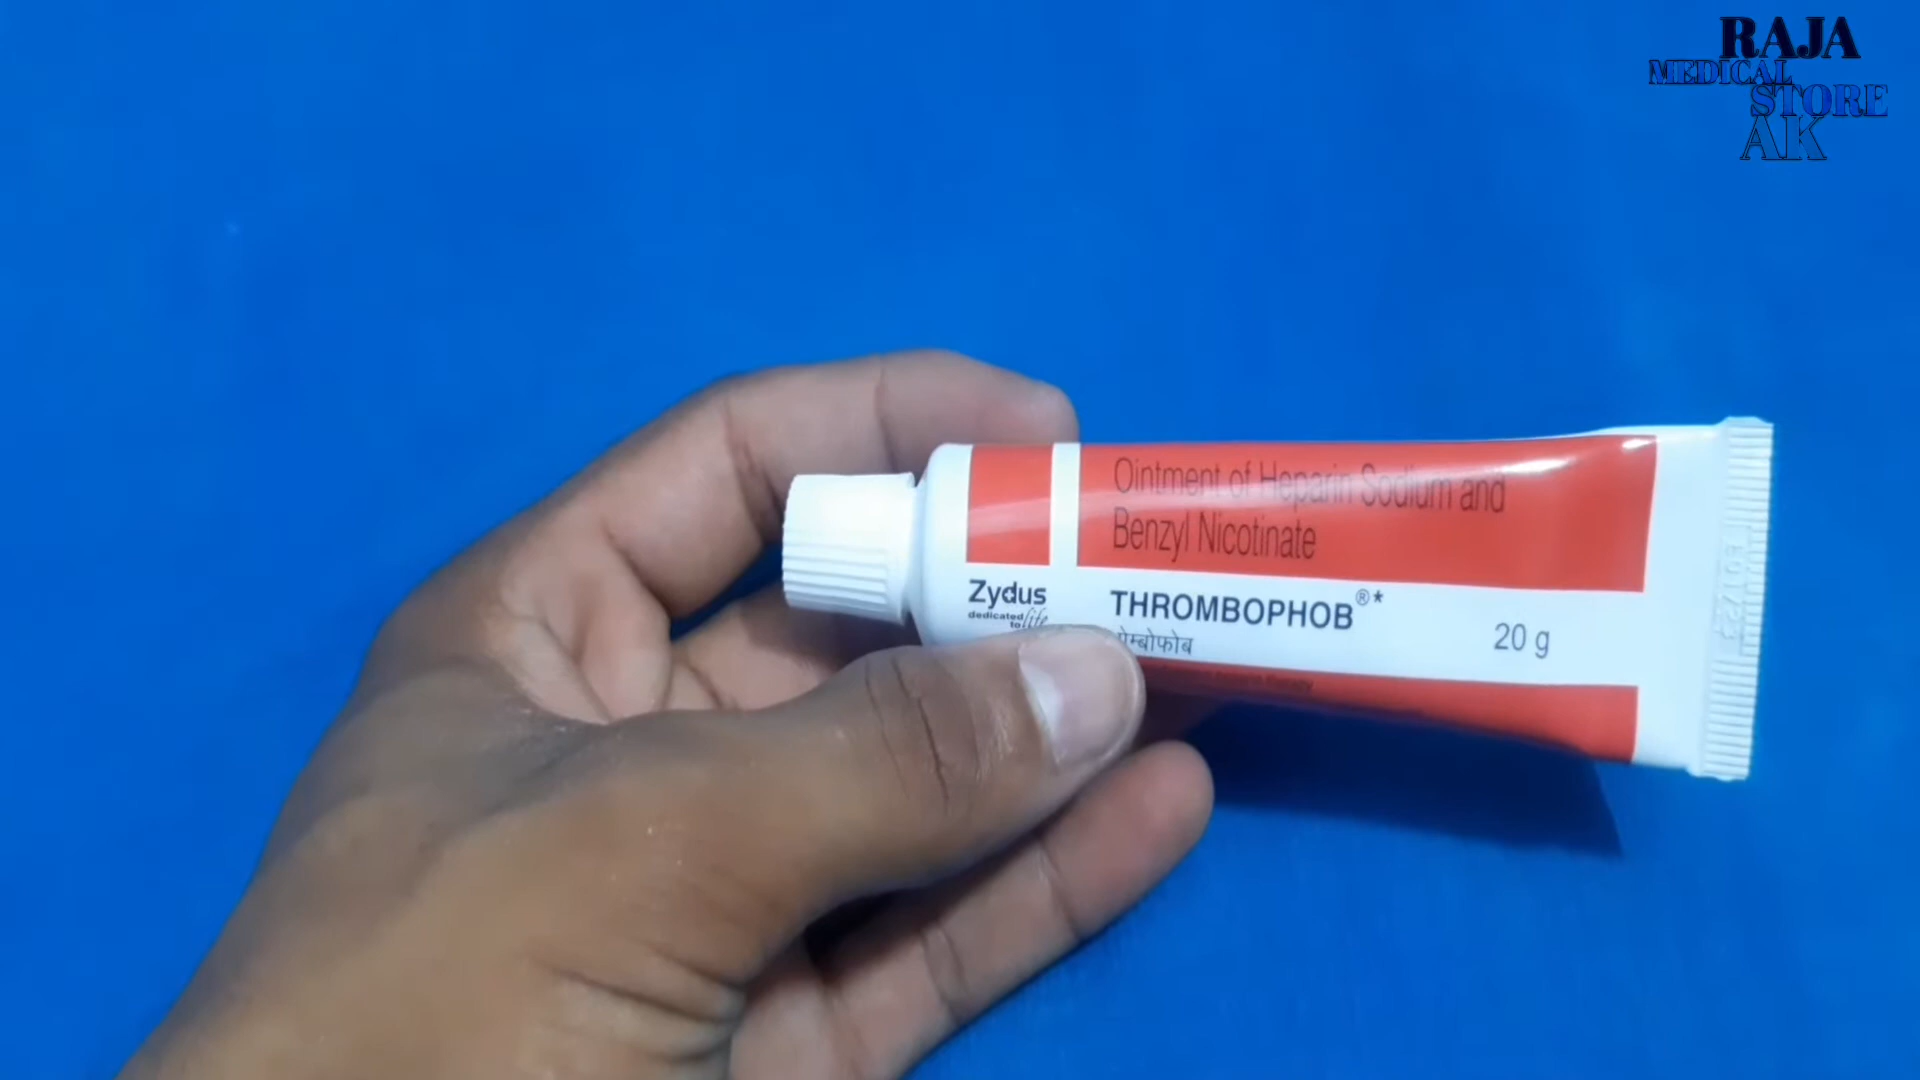 RAJA
MEDICAL
STORE
AK
Ointment of Heparin Sodium and
Benzyl Nicotinate
Zydus
dedicated
to life
THROMBOPHOB®*
20 g